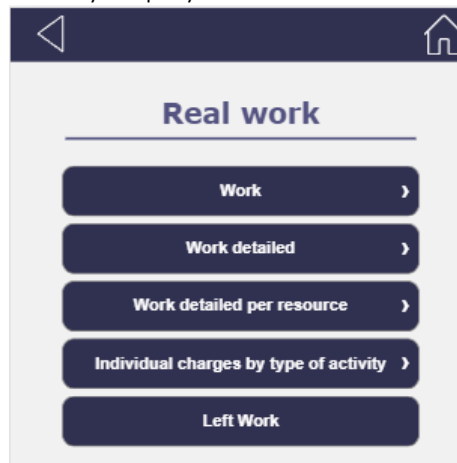 Real work
Work ›
Work detailed ›
Work detailed per resource ›
Individual charges by type of activity ›
Left Work